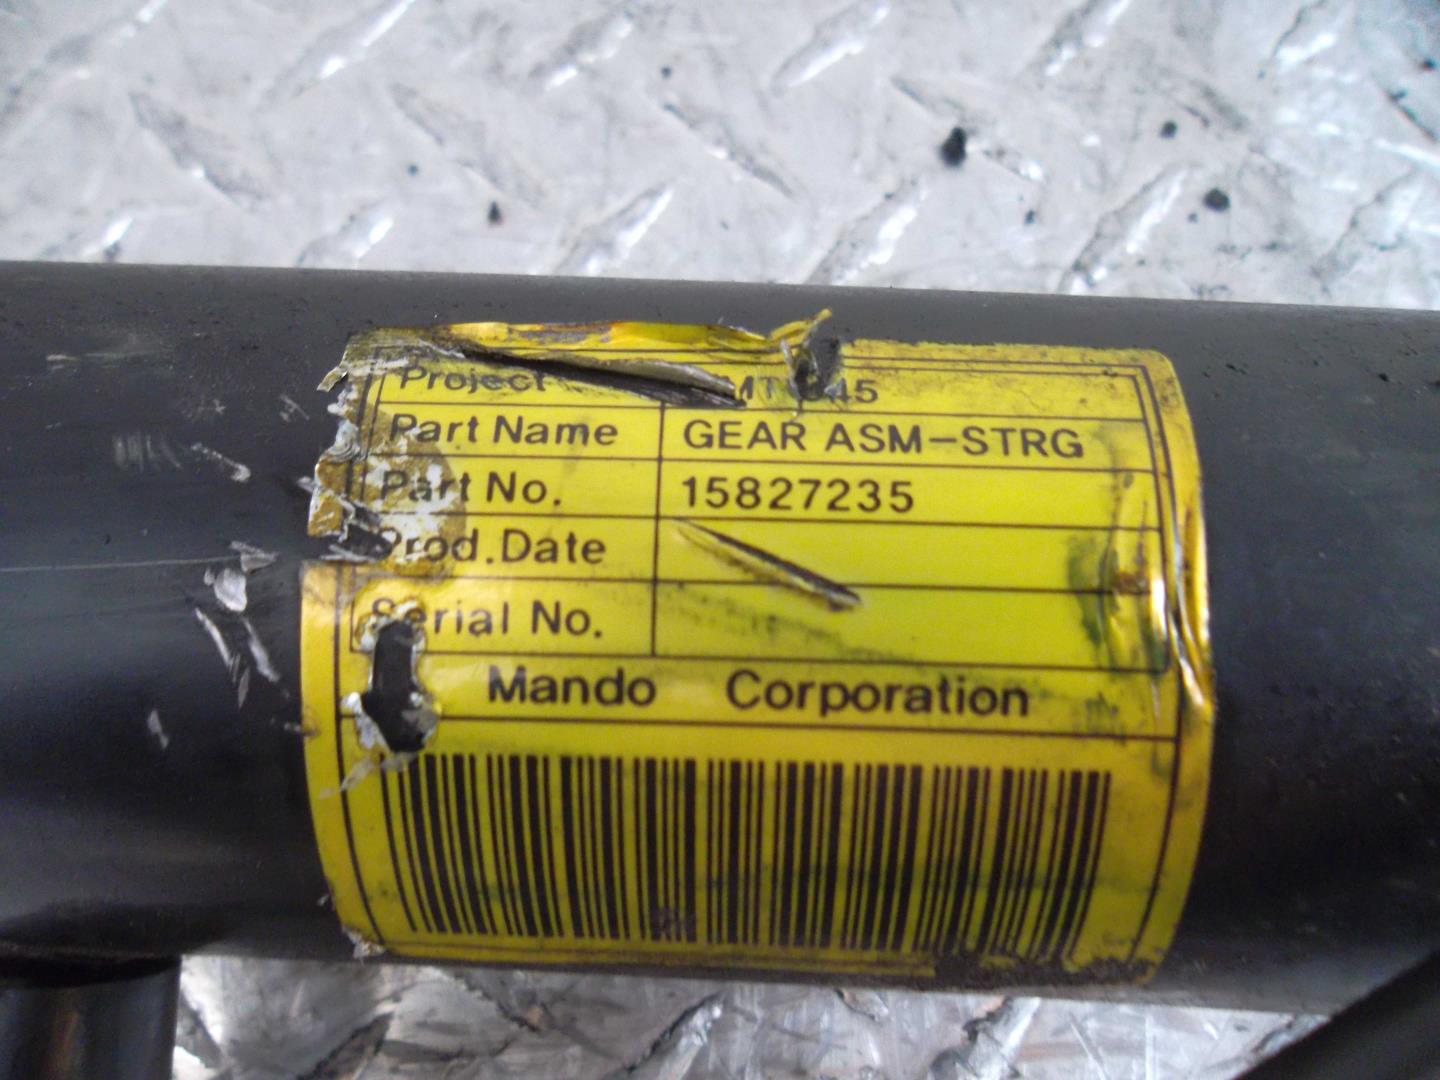 Project
Part Name GEAR ASM-STRG
Part No. 15827235
Prod.Date
Serial No.
Mando Corporation